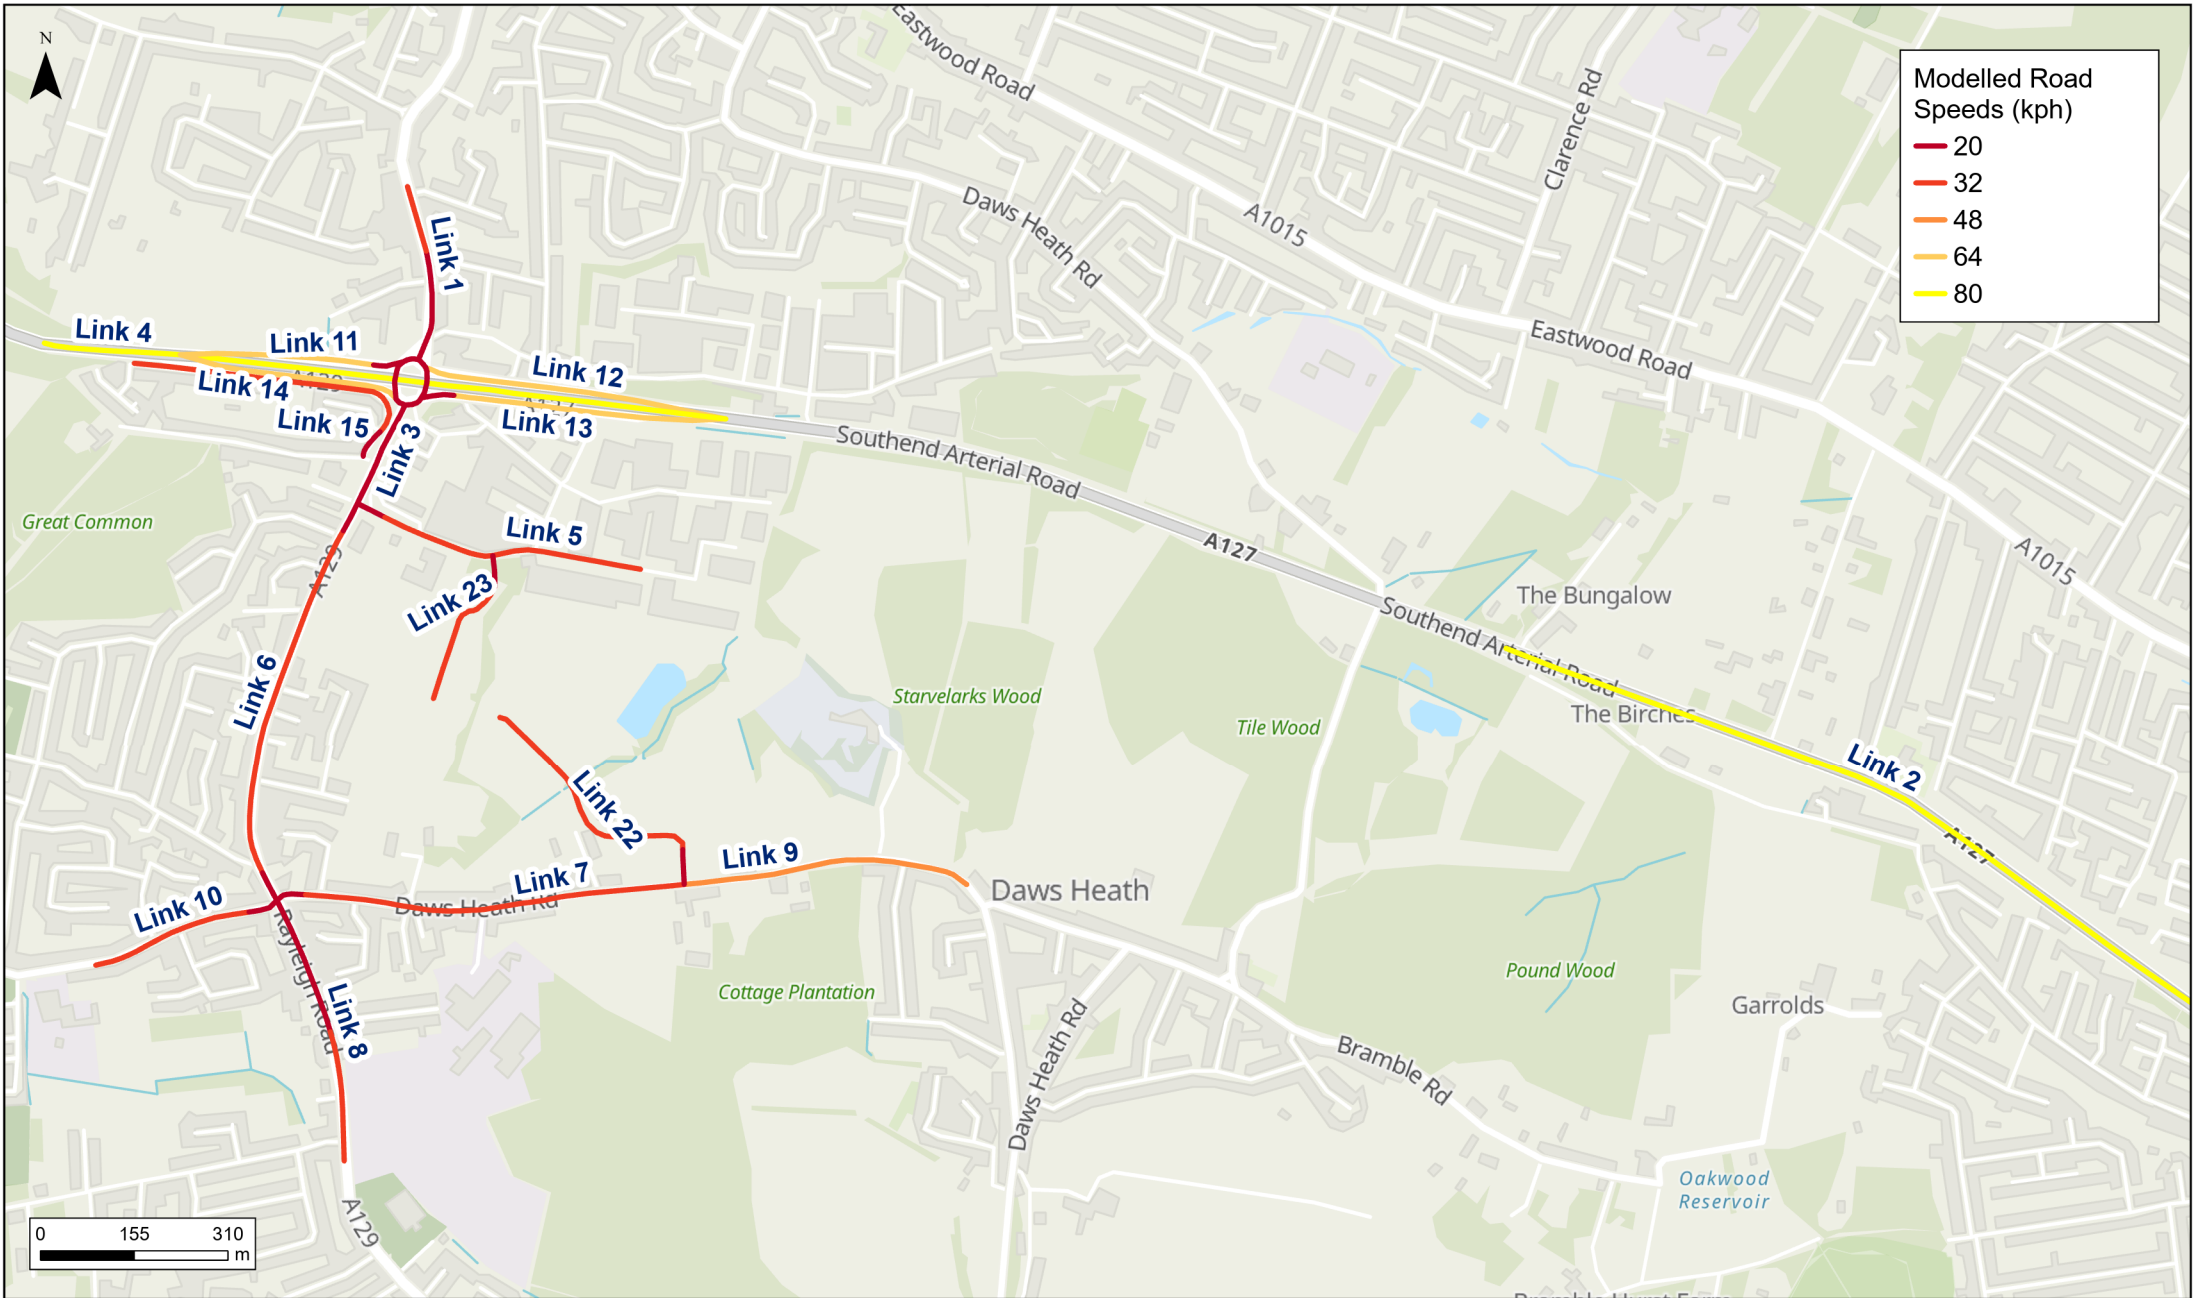 N
Eastwood Road
Clarence Rd
Modelled Road
Speeds (kph)
20
32
48
64
80
Daws Heath Rd
A1015
Link 1
Eastwood Road
Link 4
Link 11
Link 12
A129
Link 14
A127
Link 13
Link 15
Link 3
Southend Arterial Road
Great Common
Link 5
A127
A1015
A129
Link 23
The Bungalow
Southend Arterial Road
Link 6
Starvelarks Wood
Tile Wood
The Birches
Link 2
Link 22
A127
Link 9
Link 7
Daws Heath
Link 10
Daws Heath Rd
Rayleigh Road
Cottage Plantation
Pound Wood
Garrolds
Link 8
Daws Heath Rd
Bramble Rd
Oakwood
Reservoir
A129
0 155 310
m